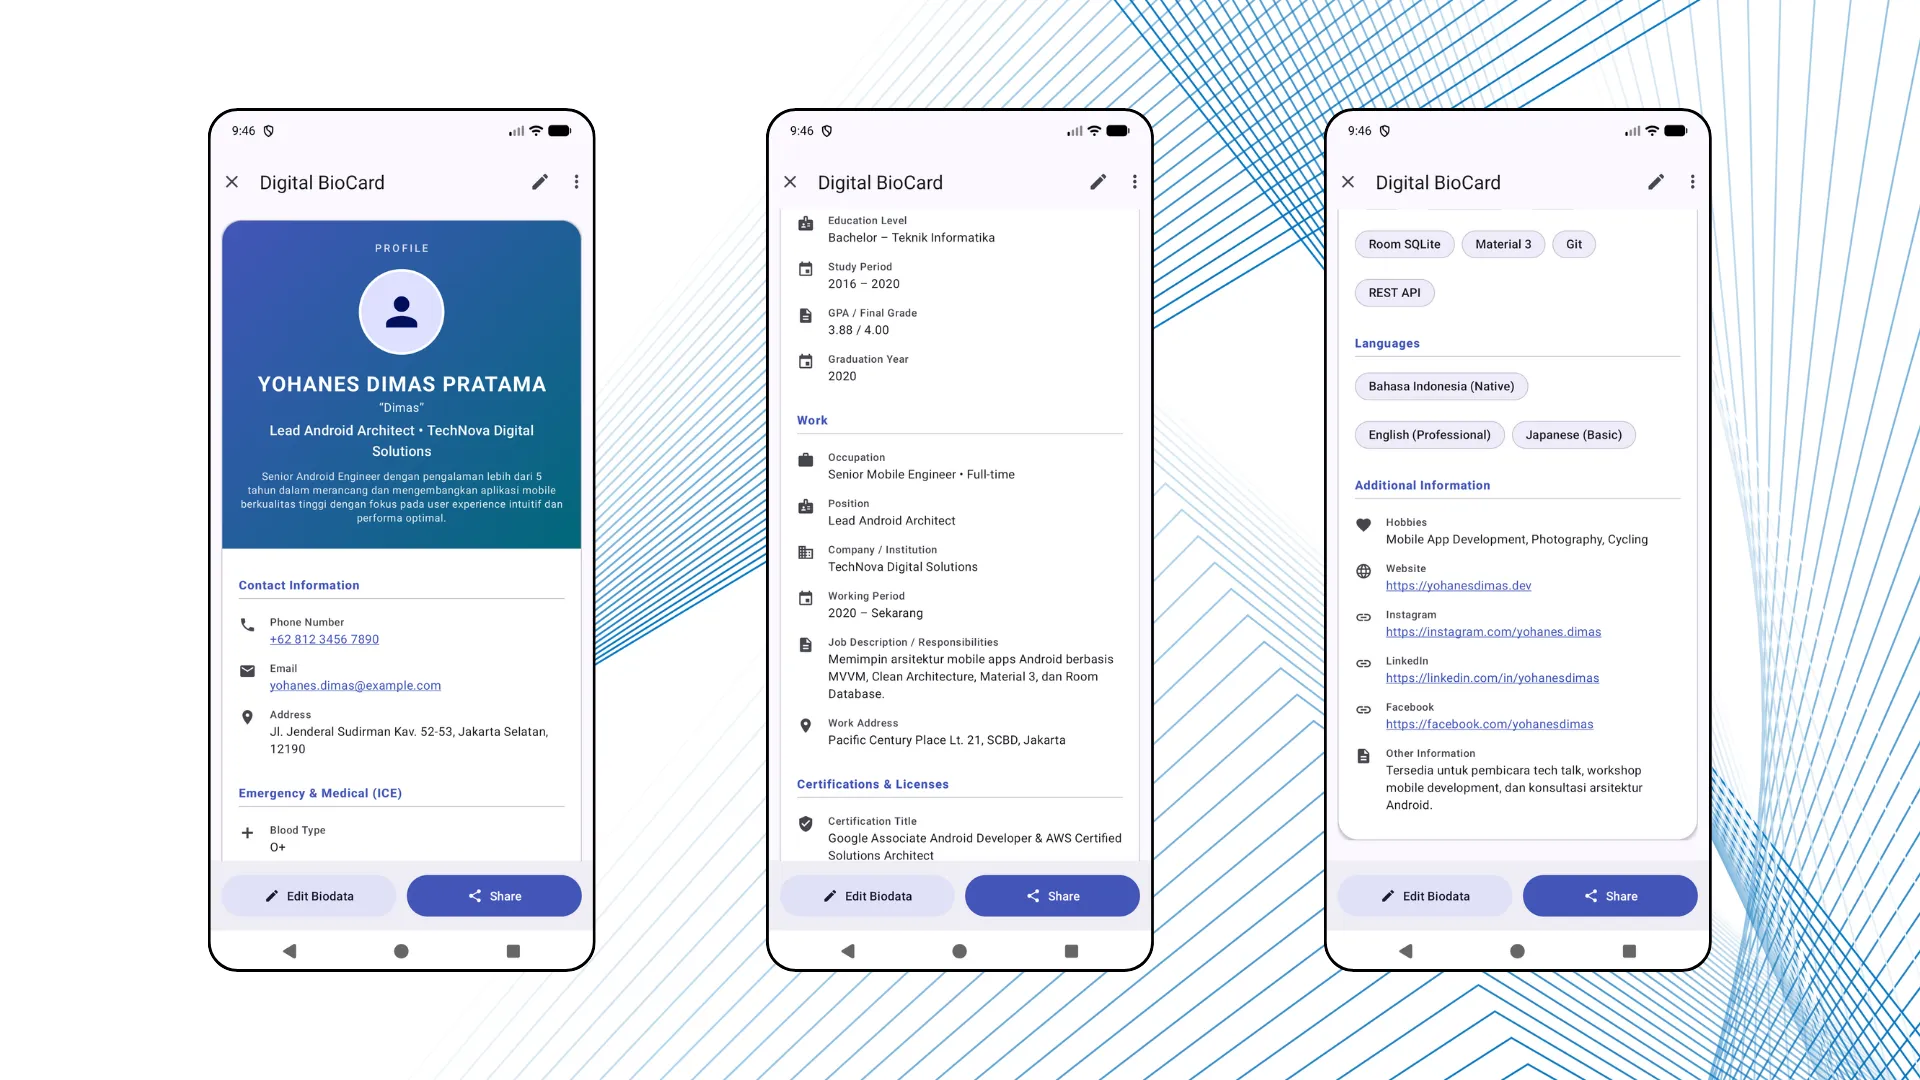 9:46
Digital BioCard
PROFILE
YOHANES DIMAS PRATAMA
“Dimas”
Lead Android Architect • TechNova Digital
Solutions
Senior Android Engineer dengan pengalaman lebih dari 5
tahun dalam merancang dan mengembangkan aplikasi mobile
berkualitas tinggi dengan fokus pada user experience intuitif dan
performa optimal.
Contact Information
Phone Number
+62 812 3456 7890
Email
yohanes.dimas@example.com
Address
Jl. Jenderal Sudirman Kav. 52-53, Jakarta Selatan,
12190
Emergency & Medical (ICE)
Blood Type
O+
Edit Biodata
Share
9:46
Digital BioCard
Education Level
Bachelor – Teknik Informatika
Study Period
2016 – 2020
GPA / Final Grade
3.88 / 4.00
Graduation Year
2020
Work
Occupation
Senior Mobile Engineer • Full-time
Position
Lead Android Architect
Company / Institution
TechNova Digital Solutions
Working Period
2020 – Sekarang
Job Description / Responsibilities
Memimpin arsitektur mobile apps Android berbasis
MVVM, Clean Architecture, Material 3, dan Room
Database.
Work Address
Pacific Century Place Lt. 21, SCBD, Jakarta
Certifications & Licenses
Certification Title
Google Associate Android Developer & AWS Certified
Solutions Architect
Edit Biodata
Share
9:46
Digital BioCard
Room SQLite
Material 3
Git
REST API
Languages
Bahasa Indonesia (Native)
English (Professional)
Japanese (Basic)
Additional Information
Hobbies
Mobile App Development, Photography, Cycling
Website
https://yohanesdimas.dev
Instagram
https://instagram.com/yohanes.dimas
LinkedIn
https://linkedin.com/in/yohanesdimas
Facebook
https://facebook.com/yohanesdimas
Other Information
Tersedia untuk pembicara tech talk, workshop
mobile development, dan konsultasi arsitektur
Android.
Edit Biodata
Share